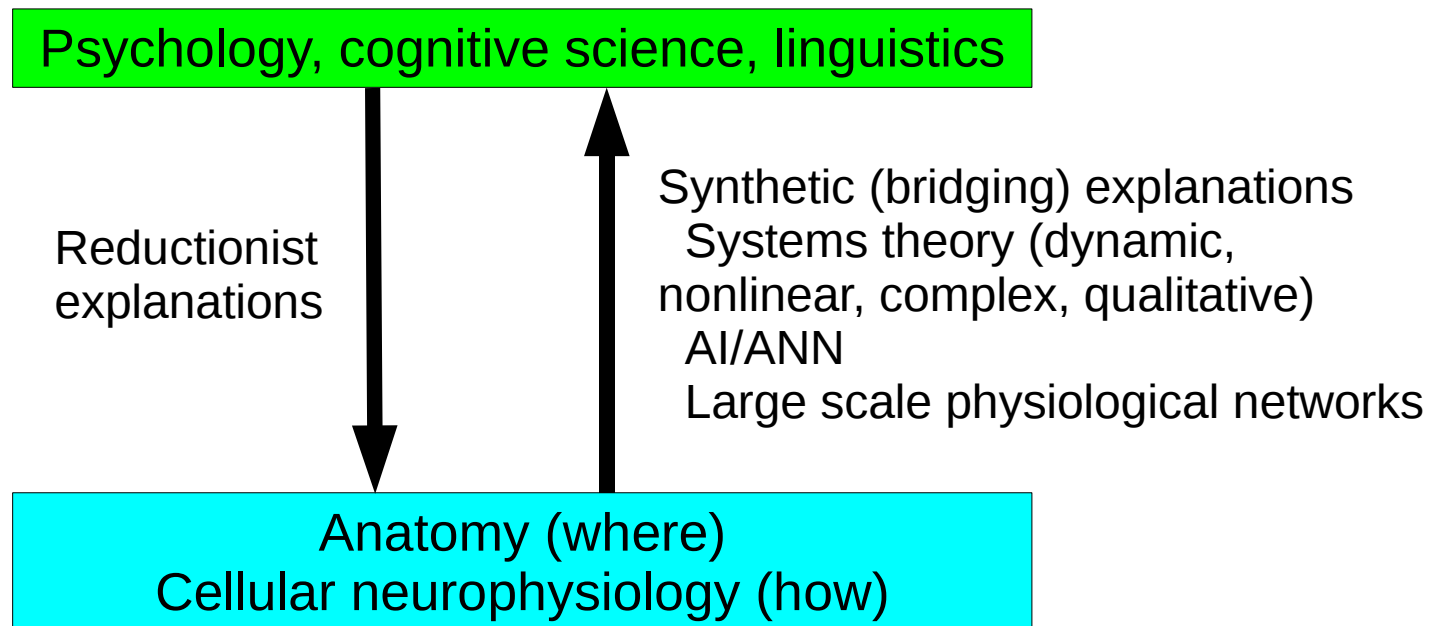 Psychology, cognitive science, linguistics
Reductionist
explanations
Synthetic (bridging) explanations
Systems theory (dynamic,
nonlinear, complex, qualitative)
AI/ANN
Large scale physiological networks
Anatomy (where)
Cellular neurophysiology (how)